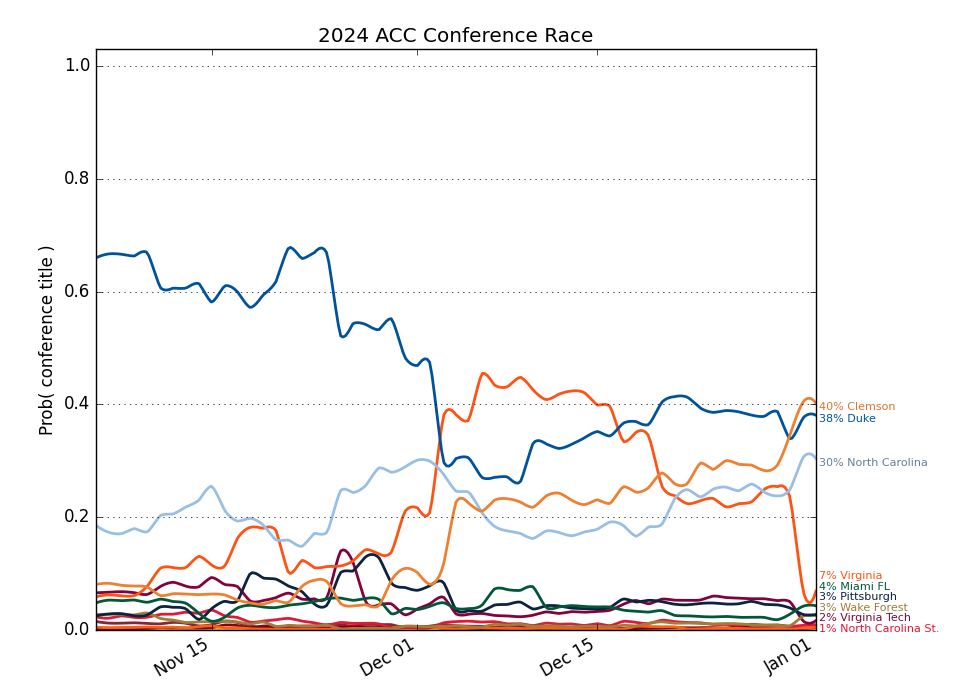 2024 ACC Conference Race
Prob( conference title )
1.0
0.8
0.6
0.4
0.2
0.0
Nov 15
Dec 01
Dec 15
Jan 01
40% Clemson
38% Duke
30% North Carolina
7% Virginia
4% Miami FL
3% Pittsburgh
3% Wake Forest
2% Virginia Tech
1% North Carolina St.